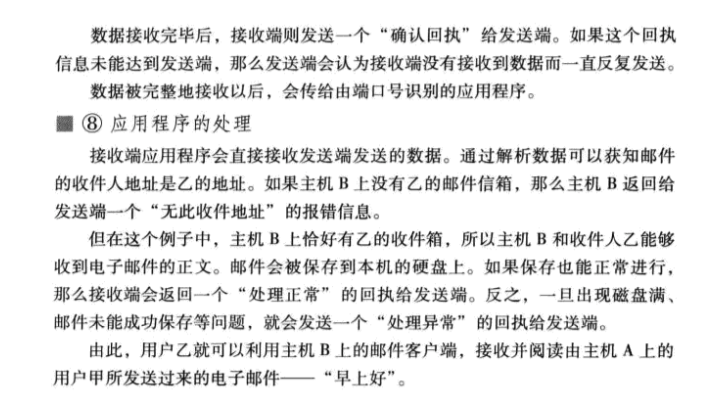 数据接收完毕后，接收端则发送一个“确认回执”给发送端。如果这个回执
信息未能达到发送端，那么发送端会认为接收端没有接收到数据而一直反复发送。
数据被完整地接收以后，会传给由端口号识别的应用程序。
■ ⑧ 应用程序的处理
接收端应用程序会直接接收发送端发送的数据。通过解析数据可以获知邮件
的收件人地址是乙的地址。如果主机 B 上没有乙的邮件信箱，那么主机 B 返回给
发送端一个“无此收件地址”的报错信息。
但在这个例子中，主机 B 上恰好有乙的收件箱，所以主机 B 和收件人乙能够
收到电子邮件的正文。邮件会被保存到本机的硬盘上。如果保存也能正常进行，
那么接收端会返回一个“处理正常”的回执给发送端。反之，一旦出现磁盘满、
邮件未能成功保存等问题，就会发送一个“处理异常”的回执给发送端。
由此，用户乙就可以利用主机 B 上的邮件客户端，接收并阅读由主机 A 上的
用户甲所发送过来的电子邮件——“早上好”。